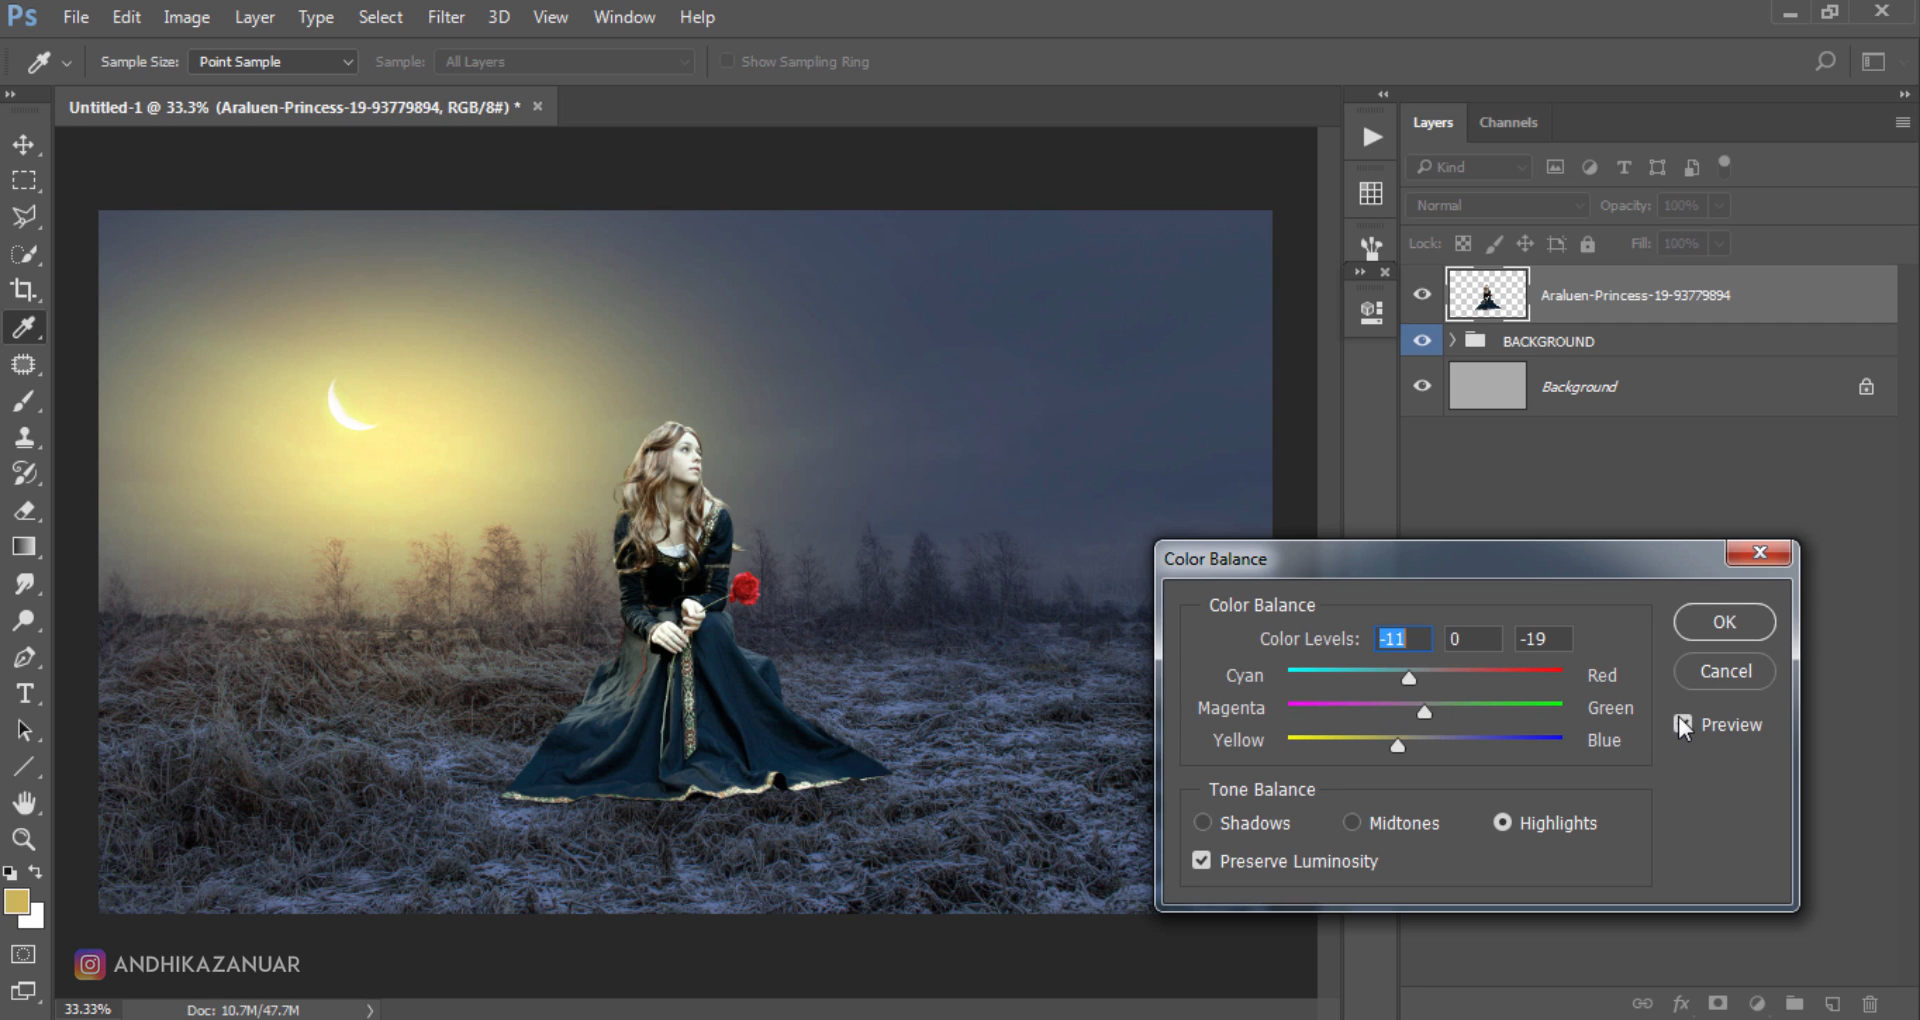 Ps File Edit Image Layer Type Select Filter 3D View Window Help
Sample Size: Point Sample Sample: All Layers Show Sampling Ring
Untitled-1 @ 33.3% (Araluen-Princess-19-93779894, RGB/8#) *
Layers Channels
Kind
Normal Opacity: 100%
Lock: Fill: 100%
Araluen-Princess-19-93779894
BACKGROUND
Background
Color Balance
Color Balance
Color Levels: -11 0 -19
Cyan Red
Magenta Green
Yellow Blue
OK
Cancel
Preview
Tone Balance
Shadows Midtones Highlights
Preserve Luminosity
ANDHIKAZANUAR
33.33% Doc: 10.7M/47.7M
fx